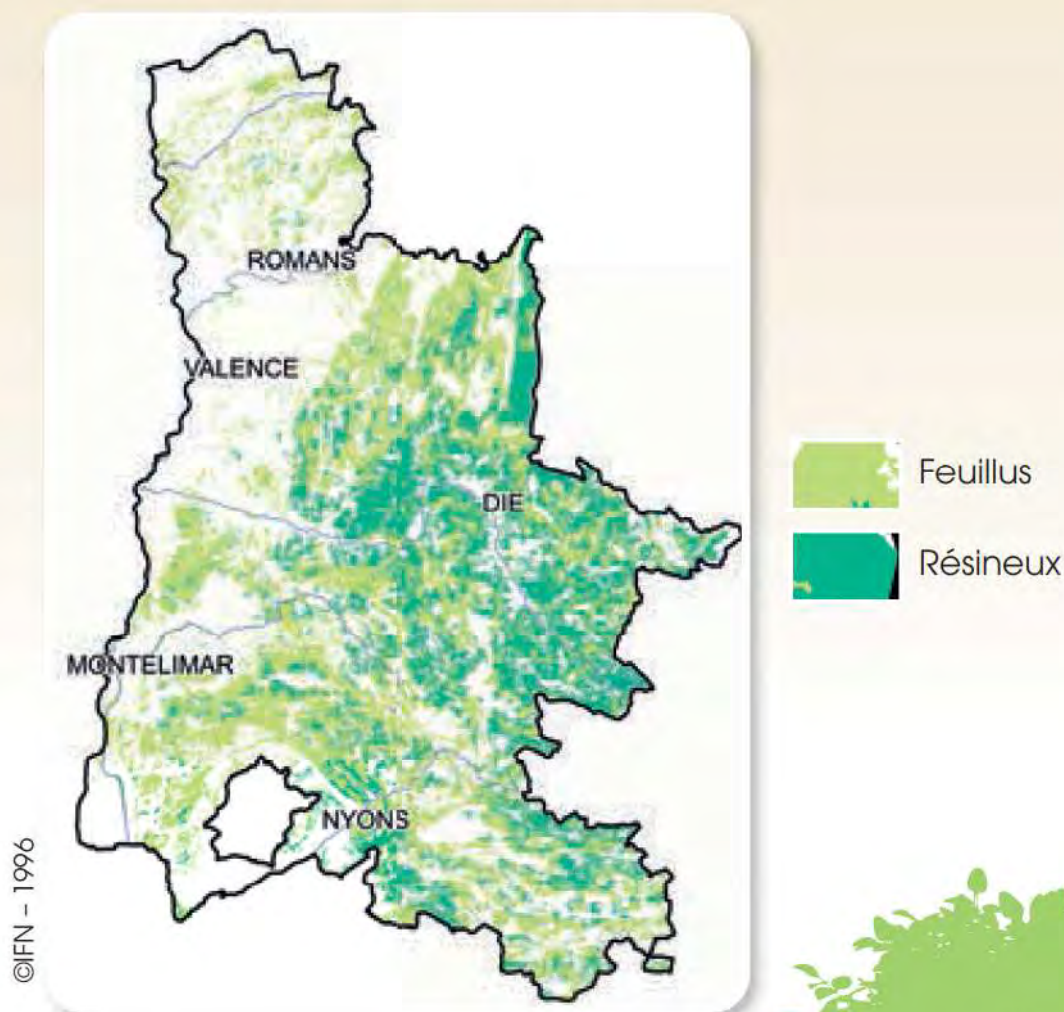 ROMANS
VALENCE
DIE
MONTELIMAR
NYONS
Feuillus
Résineux
©IFN – 1996